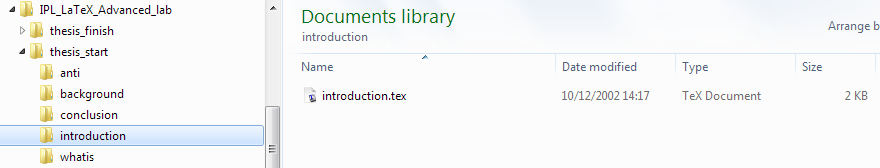 IPL_LaTeX_Advanced_lab
thesis_finish
thesis_start
anti
background
conclusion
introduction
whatis
Documents library
introduction
Arrange b
Name Date modified Type Size
introduction.tex 10/12/2002 14:17 TeX Document 2 KB